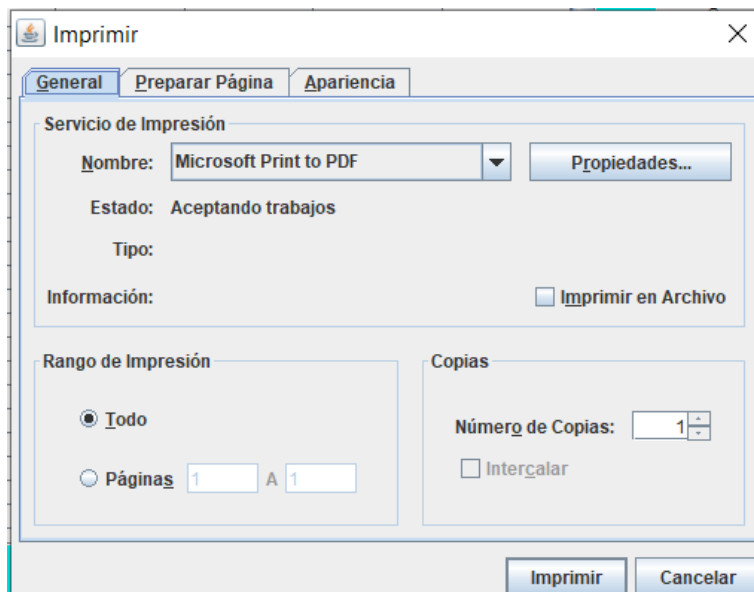 Imprimir
General Preparar Página Apariencia
Servicio de Impresión
Nombre: Microsoft Print to PDF Propiedades...
Estado: Aceptando trabajos
Tipo:
Información: Imprimir en Archivo
Rango de Impresión Copias
Todo
Número de Copias: 1
Páginas 1 A 1
Intercalar
Imprimir Cancelar